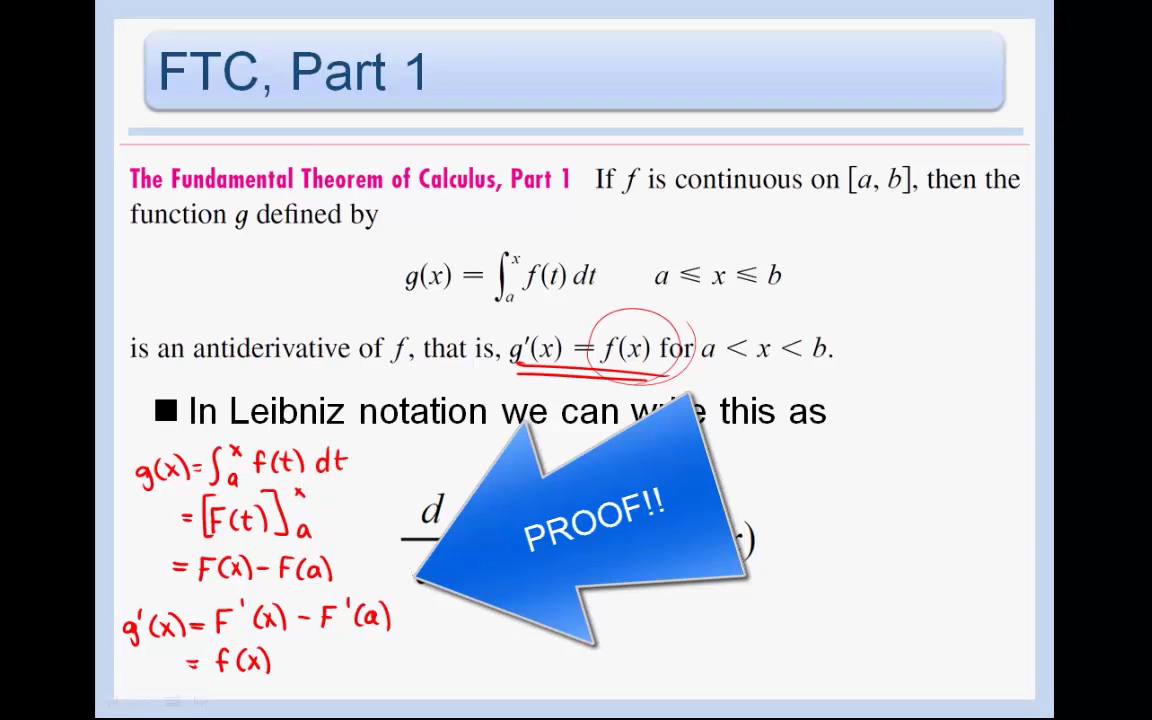 FTC, Part 1
The Fundamental Theorem of Calculus, Part 1 If f is continuous on [a, b], then the
function g defined by
g(x) = ∫ₐˣ f(t) dt a ≤ x ≤ b
is an antiderivative of f, that is, g′(x) = f(x) for a < x < b.
■ In Leibniz notation we can write this as
g(x) = ∫ₐˣ f(t) dt
= [F(t)]ₐˣ
= F(x) - F(a)
g'(x) = F'(x) - F'(a)
= f(x)
d
)
PROOF!!